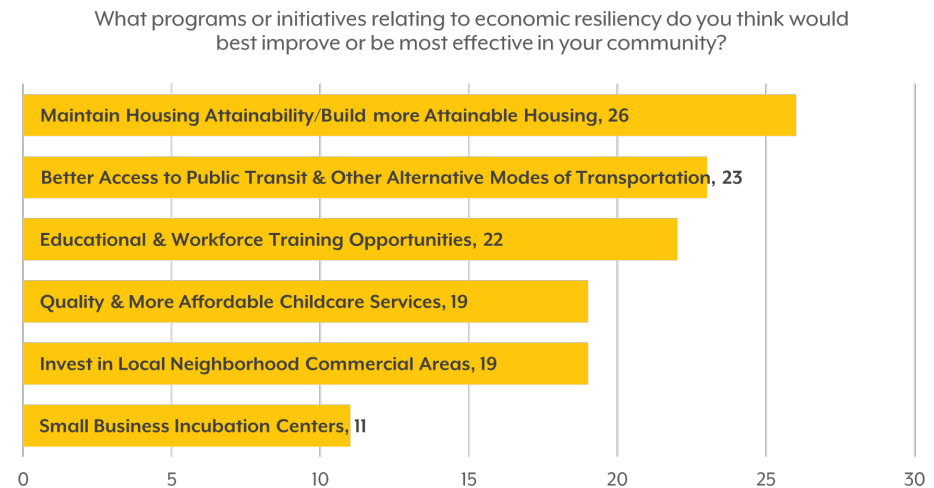 What programs or initiatives relating to economic resiliency do you think would
best improve or be most effective in your community?
Maintain Housing Attainability/Build more Attainable Housing, 26
Better Access to Public Transit & Other Alternative Modes of Transportation, 23
Educational & Workforce Training Opportunities, 22
Quality & More Affordable Childcare Services, 19
Invest in Local Neighborhood Commercial Areas, 19
Small Business Incubation Centers, 11
0 5 10 15 20 25 30